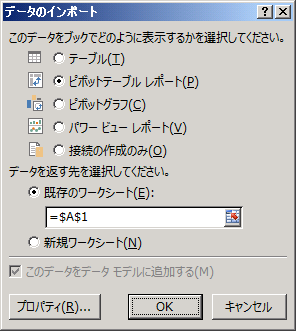 データのインポート
このデータをブックでどのように表示するかを選択してください。
テーブル(T)
ピボットテーブル レポート(P)
ピボットグラフ(C)
パワー ビュー レポート(V)
接続の作成のみ(O)
データを返す先を選択してください。
既存のワークシート(E):
=$A$1
新規ワークシート(N)
このデータをデータ モデルに追加する(M)
プロパティ(R)... OK キャンセル